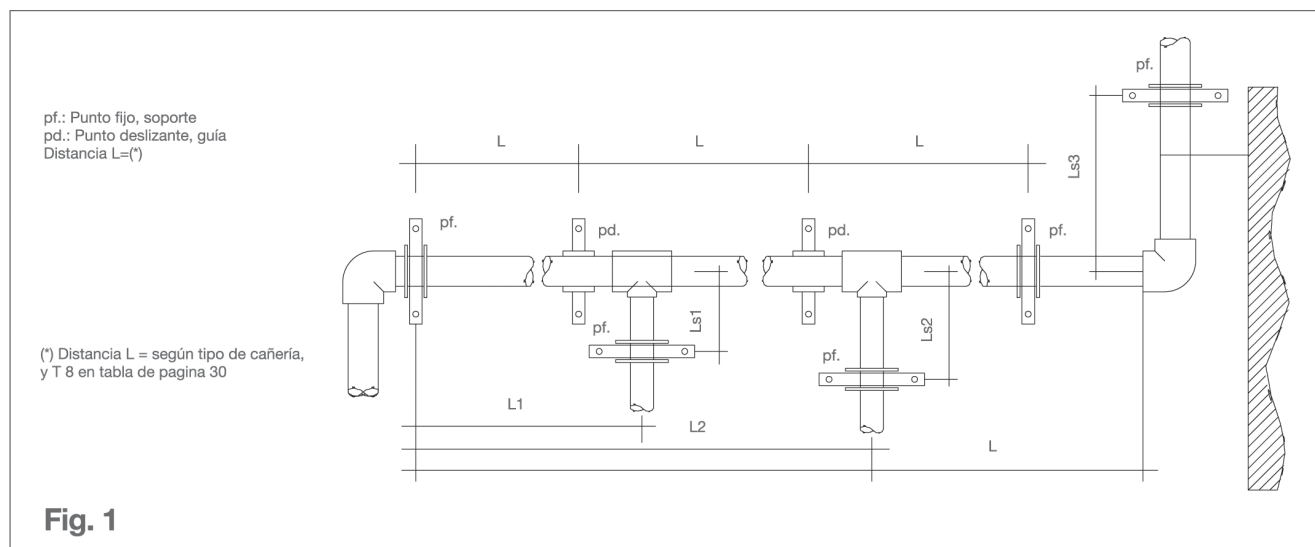 pf.
pf.: Punto fijo, soporte
pd.: Punto deslizante, guía
Distancia L=(*)
L
L
L
Ls3
pf.
pd.
pd.
pf.
Ls1
Ls2
pf.
pf.
(*) Distancia L = según tipo de cañería,
y T 8 en tabla de pagina 30
L1
L2
L
Fig. 1